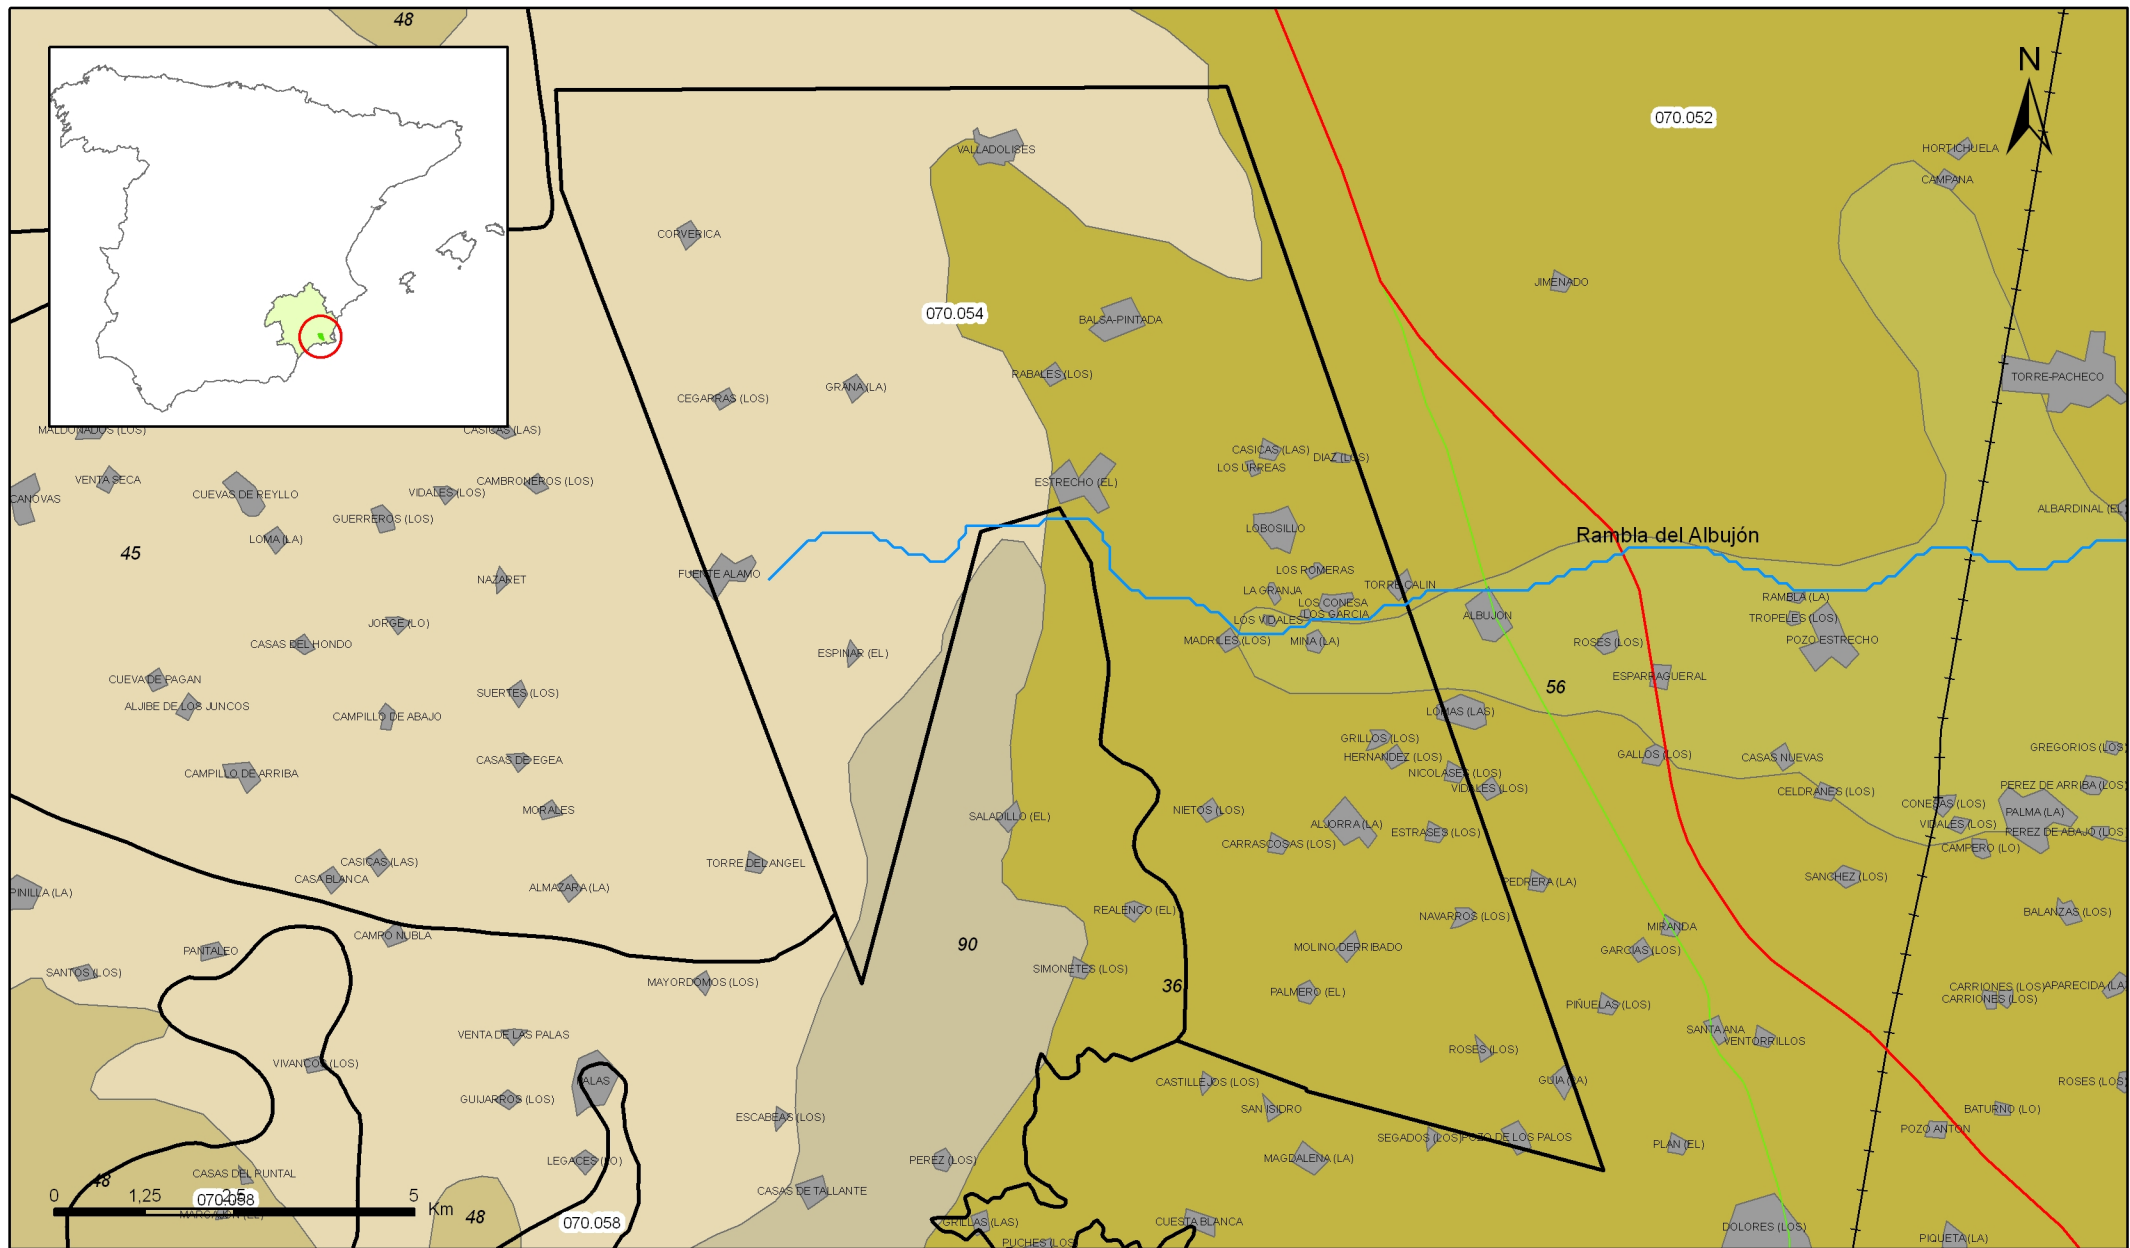 48
N
070.052
HORTICHUELA
VALLADOLISES
CAMPANA
CORVERICA
JIMENADO
070.054
BALSA-PINTADA
RABALES (LOS)
TORRE-PACHECO
GRANA (LA)
CEGARRAS (LOS)
MALDONADOS (LOS)
CASICAS (LAS)
CASICAS (LAS)
DIAZ (LOS)
LOS URREAS
VENTA SECA
CAMBRONEROS (LOS)
ESTRECHO (EL)
CUEVAS DE REYLLO
VIDALES (LOS)
CANOVAS
ALBARDINAL (EL)
GUERREROS (LOS)
LOBOSILLO
Rambla del Albujón
LOMA (LA)
45
LOS ROMERAS
FUENTE ALAMO
NAZARET
TORRE CALIN
LA GRANJA
RAMBLA (LA)
LOS CONESA
LOS GARCIA
ALBUJON
TROPELES (LOS)
LOS VIDALES
JORGE (LO)
MADRILES (LOS)
MINA (LA)
ROSES (LOS)
POZO ESTRECHO
CASAS DEL HONDO
ESPINAR (EL)
ESPARRAGUERAL
CUEVA DE PAGAN
56
SUERTES (LOS)
ALJIBE DE LOS JUNCOS
LOMAS (LAS)
CAMPILLO DE ABAJO
GRILLOS (LOS)
GREGORIOS (LOS)
GALLOS (LOS)
HERNANDEZ (LOS)
CASAS NUEVAS
CASAS DE EGEA
CAMPILLO DE ARRIBA
NICOLASES (LOS)
PEREZ DE ARRIBA (LOS)
VIDALES (LOS)
CELDRANES (LOS)
CONESAS (LOS)
MORALES
NIETOS (LOS)
PALMA (LA)
SALADILLO (EL)
VIDALES (LOS)
ALJORRA (LA)
ESTRASES (LOS)
PEREZ DE ABAJO (LOS)
CARRASCOSAS (LOS)
CAMPERO (LO)
CASICAS (LAS)
TORRE DEL ANGEL
CASA BLANCA
SANCHEZ (LOS)
PEDRERA (LA)
ALMAZARA (LA)
PINILLA (LA)
REALENCO (EL)
BALANZAS (LOS)
NAVARROS (LOS)
MIRANDA
CAMPO NUBLA
90
MOLINO DERRIBADO
PANTALEO
GARCIAS (LOS)
SIMONETES (LOS)
SANTOS (LOS)
MAYORDOMOS (LOS)
36
CARRIONES (LOS)
APARECIDA (LA
PALMERO (EL)
CARRIONES (LOS)
PIÑUELAS (LOS)
SANTA ANA
VENTA DE LAS PALAS
VENTORRILLOS
ROSES (LOS)
VIVANCOS (LOS)
PALAS
CASTILLEJOS (LOS)
GUIA (LA)
ROSES (LOS)
GUIJARROS (LOS)
SAN ISIDRO
BATURNO (LO)
ESCABEAS (LOS)
POZO ANTON
SEGADOS (LOS)
POZO DE LOS PALOS
PLAN (EL)
MAGDALENA (LA)
LEGACES (LO)
PEREZ (LOS)
CASAS DEL PUNTAL
48
CASAS DE TALLANTE
0 1,25 2,5 5
070.058
Km
48
070.058
GRILLAS (LAS)
CUESTA BLANCA
DOLORES (LOS)
PUCHES (LOS)
PIQUETA (LA)